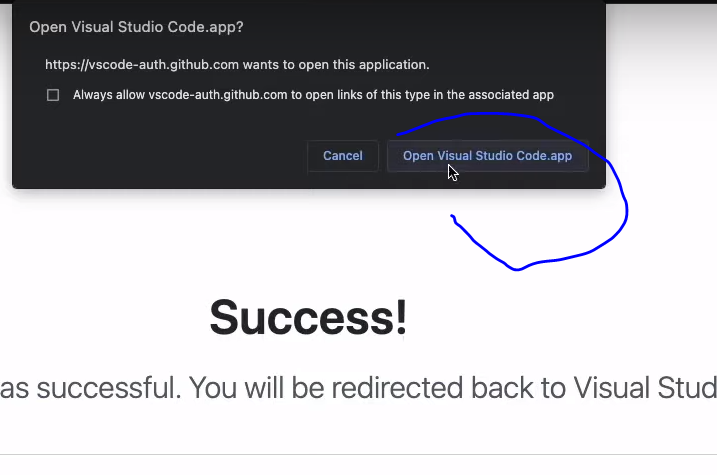 Open Visual Studio Code.app?
https://vscode-auth.github.com wants to open this application.
Always allow vscode-auth.github.com to open links of this type in the associated app
Cancel
Open Visual Studio Code.app
Success!
as successful. You will be redirected back to Visual Stud